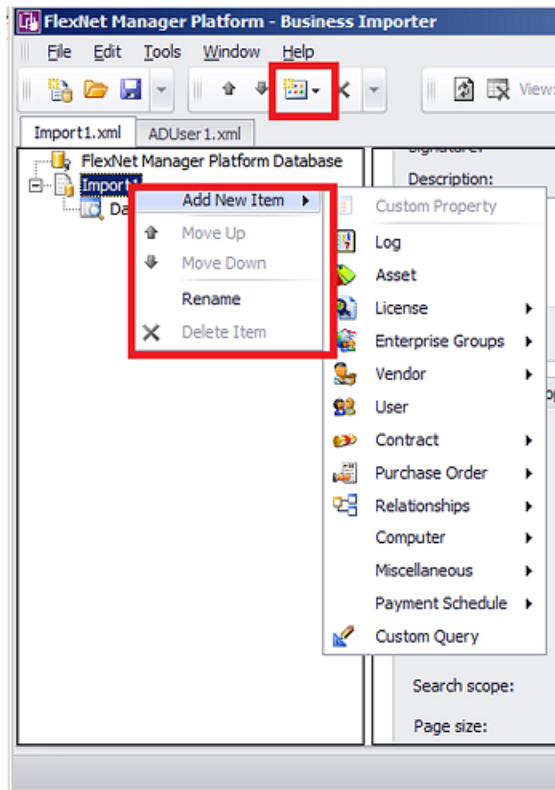 FlexNet Manager Platform - Business Importer
File Edit Tools Window Help
View:
Import1.xml ADUser1.xml
FlexNet Manager Platform Database
Import1
Da
Description:
Add New Item
Move Up
Move Down
Rename
Delete Item
Custom Property
Log
Asset
License
Enterprise Groups
Vendor
User
Contract
Purchase Order
Relationships
Computer
Miscellaneous
Payment Schedule
Custom Query
Search scope:
Page size: